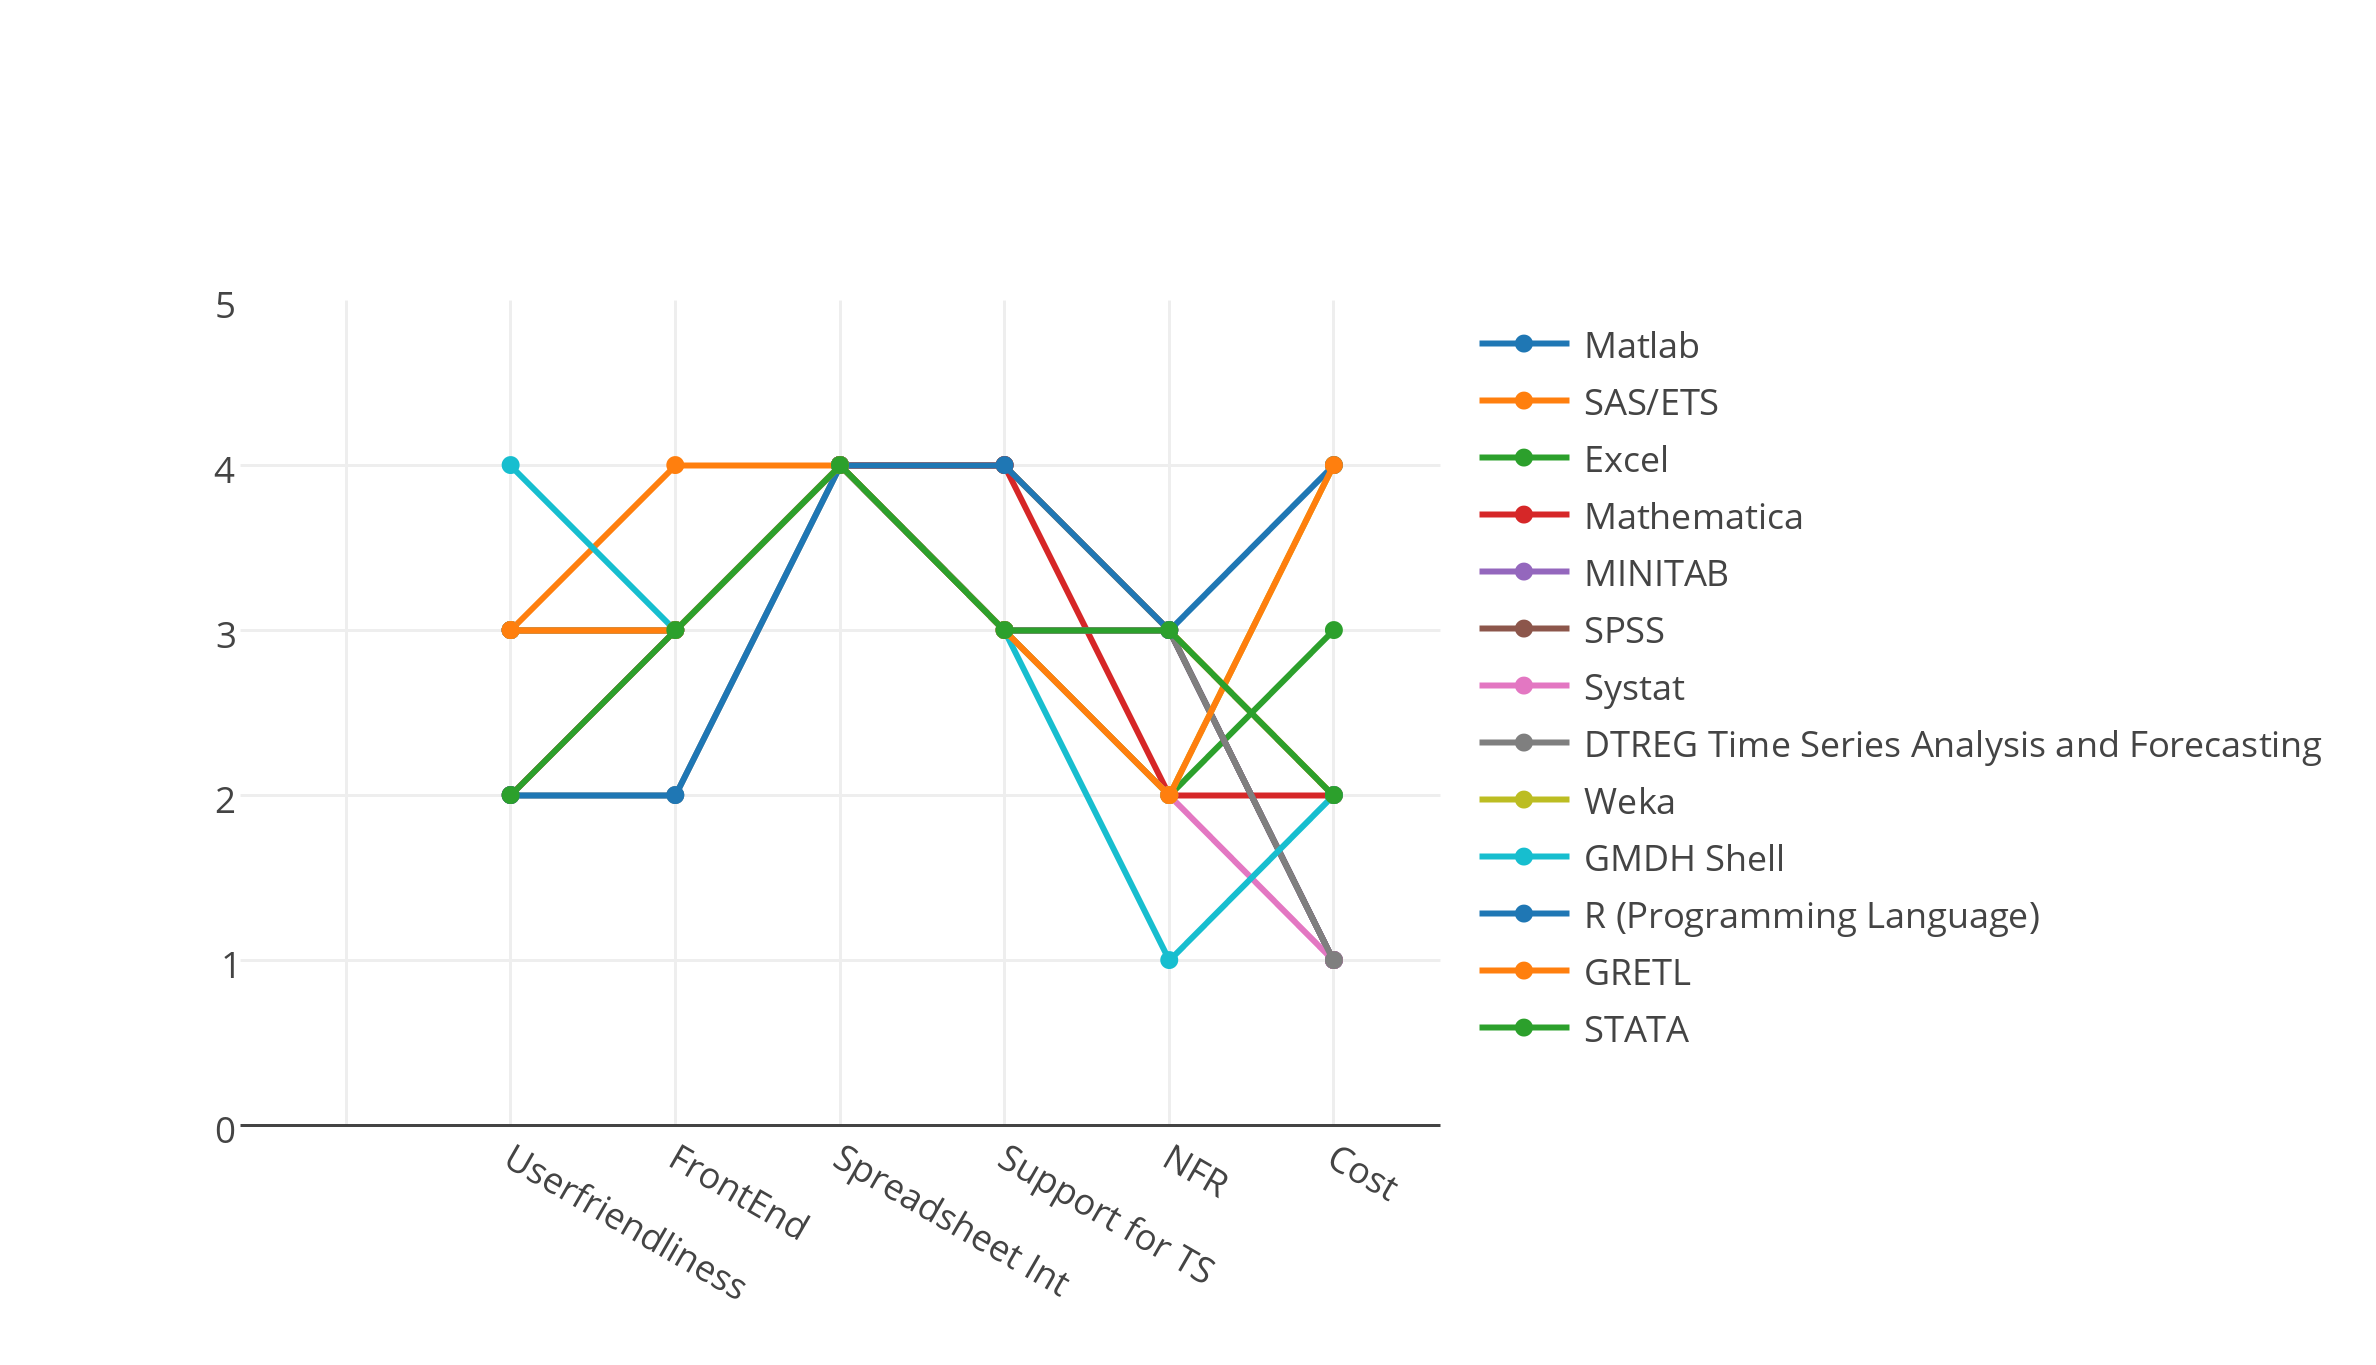 5
4
3
2
1
0
Userfriendliness
FrontEnd
Spreadsheet Int
Support for TS
NFR
Cost
Matlab
SAS/ETS
Excel
Mathematica
MINITAB
SPSS
Systat
DTREG Time Series Analysis and Forecasting
Weka
GMDH Shell
R (Programming Language)
GRETL
STATA